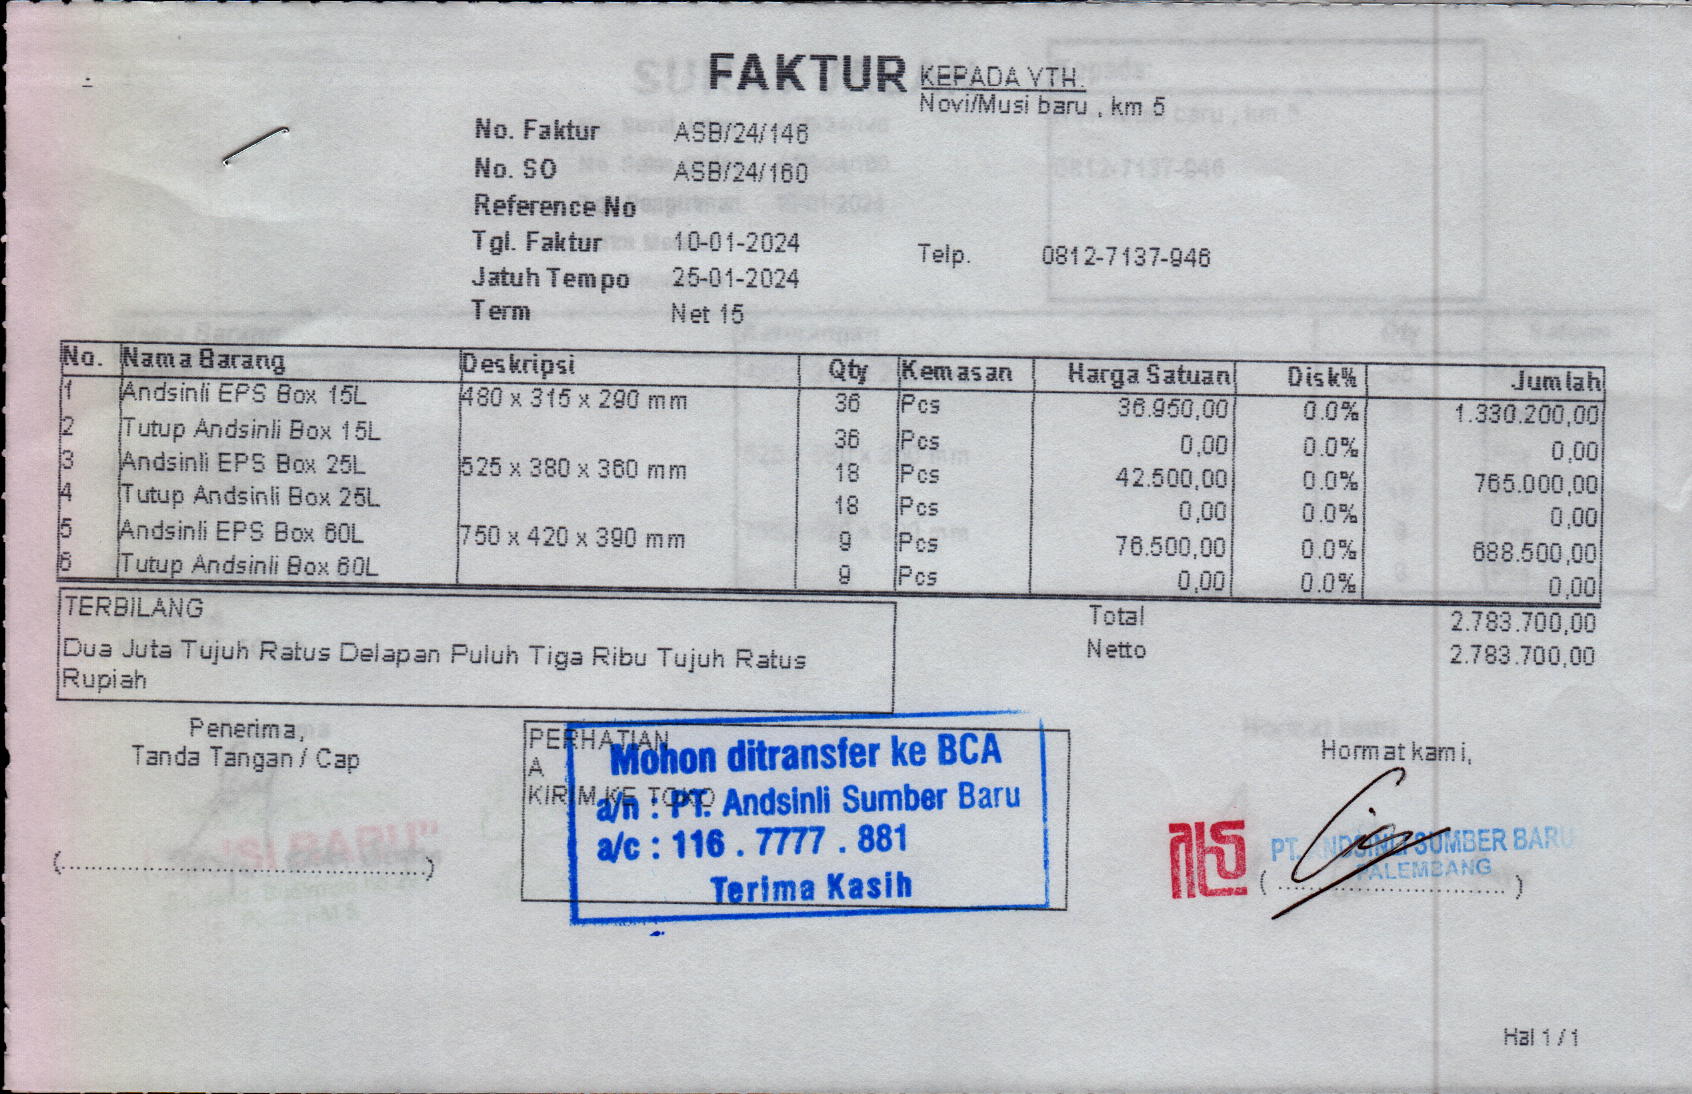 FAKTUR
KEPADA YTH.
Novi/Musi baru , km 5
No. Faktur ASB/24/146
No. SO ASB/24/160
Reference No
Tgl. Faktur 10-01-2024
Telp. 0812-7137-946
Jatuh Tempo 25-01-2024
Term Net 15
No. Nama Barang Deskripsi Qty Kemasan Harga Satuan Disk% Jumlah
1 Andsinli EPS Box 15L 480 x 315 x 290 mm 36 Pcs 36.950,00 0.0% 1.330.200,00
2 Tutup Andsinli Box 15L 36 Pcs 0,00 0.0% 0,00
3 Andsinli EPS Box 25L 525 x 380 x 360 mm 18 Pcs 42.500,00 0.0% 765.000,00
4 Tutup Andsinli Box 25L 18 Pcs 0,00 0.0% 0,00
5 Andsinli EPS Box 60L 750 x 420 x 390 mm 9 Pcs 76.500,00 0.0% 688.500,00
6 Tutup Andsinli Box 60L 9 Pcs 0,00 0.0% 0,00
TERBILANG
Dua Juta Tujuh Ratus Delapan Puluh Tiga Ribu Tujuh Ratus
Rupiah
Total 2.783.700,00
Netto 2.783.700,00
Penerima,
Tanda Tangan / Cap
PERHATIAN
A
KIRIM KE TOKO
Mohon ditransfer ke BCA
a/n : PT. Andsinli Sumber Baru
a/c : 116 . 7777 . 881
Terima Kasih
Hormat kami,
PT. ANDSINLI SUMBER BARU
PALEMBANG
Hal 1 / 1